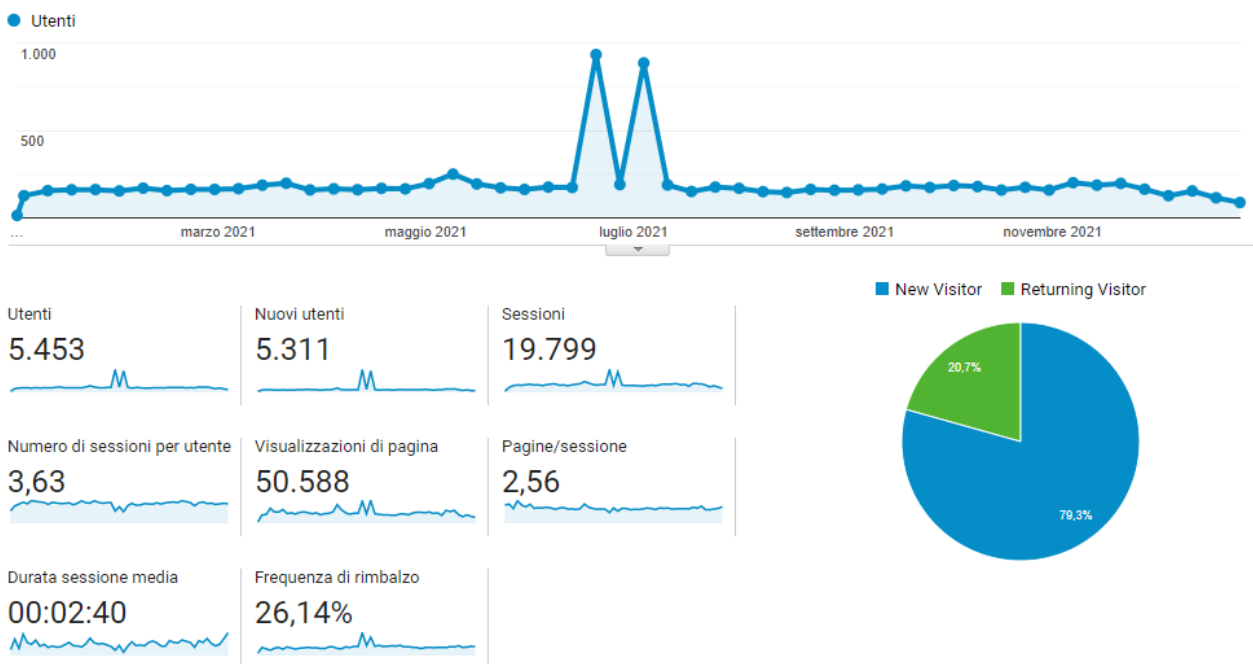 Utenti
1.000
500
...
marzo 2021
maggio 2021
luglio 2021
settembre 2021
novembre 2021
New Visitor
Returning Visitor
Utenti
5.453
Nuovi utenti
5.311
Sessioni
19.799
20,7%
79,3%
Numero di sessioni per utente
3,63
Visualizzazioni di pagina
50.588
Pagine/sessione
2,56
Durata sessione media
00:02:40
Frequenza di rimbalzo
26,14%